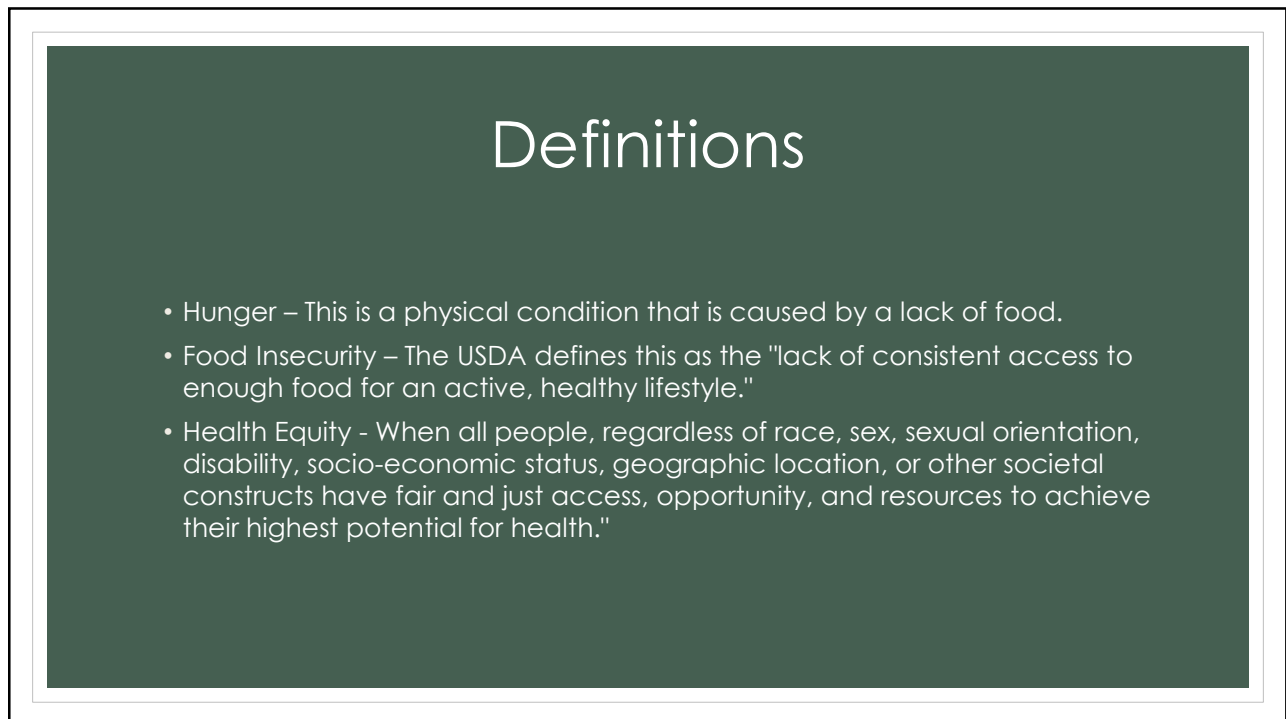 Definitions
• Hunger – This is a physical condition that is caused by a lack of food.
• Food Insecurity – The USDA defines this as the "lack of consistent access to
enough food for an active, healthy lifestyle."
• Health Equity - When all people, regardless of race, sex, sexual orientation,
disability, socio-economic status, geographic location, or other societal
constructs have fair and just access, opportunity, and resources to achieve
their highest potential for health."